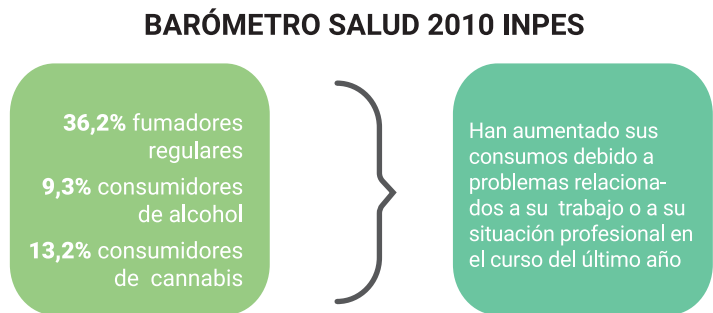 BARÓMETRO SALUD 2010 INPES
36,2% fumadores
regulares
9,3% consumidores
de alcohol
13,2% consumidores
de cannabis
Han aumentado sus
consumos debido a
problemas relaciona-
dos a su trabajo o a su
situación profesional en
el curso del último año